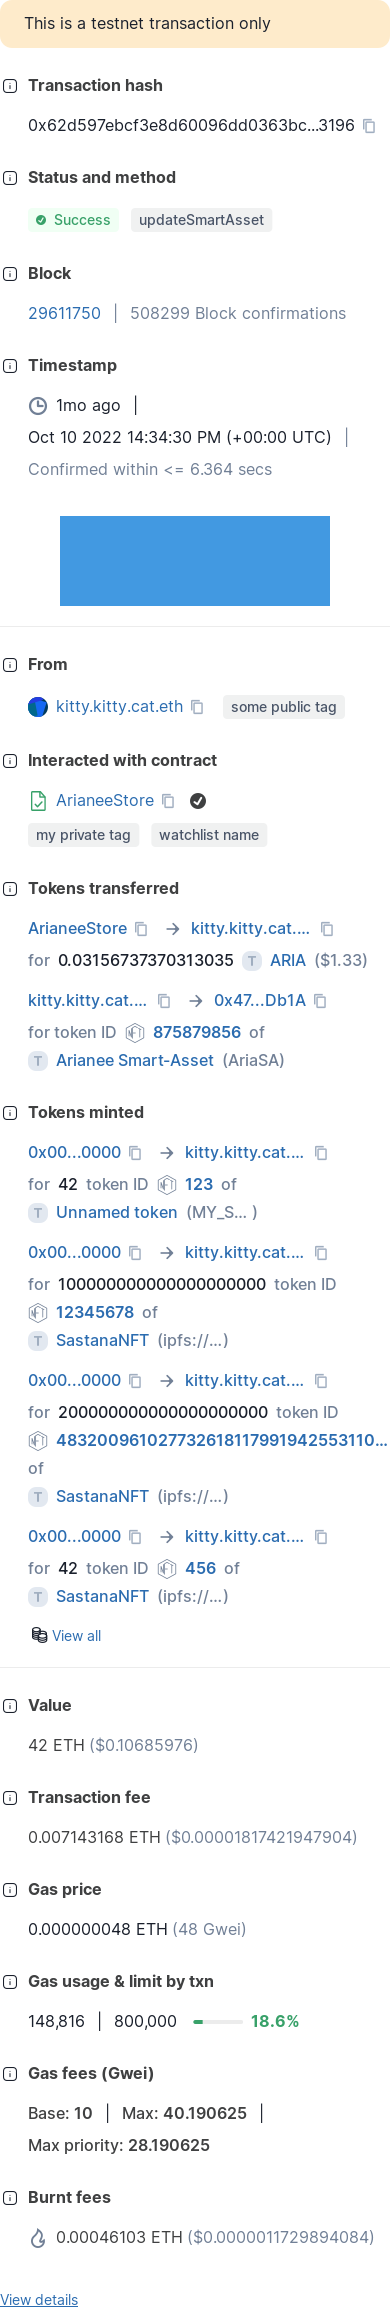 This is a testnet transaction only
Transaction hash
0x62d597ebcf3e8d60096dd0363bc...3196
Status and method
Success updateSmartAsset
Block
29611750 | 508299 Block confirmations
Timestamp
1mo ago |
Oct 10 2022 14:34:30 PM (+00:00 UTC) |
Confirmed within <= 6.364 secs
From
kitty.kitty.cat.eth some public tag
Interacted with contract
ArianeeStore
my private tag watchlist name
Tokens transferred
ArianeeStore → kitty.kitty.cat....
for 0.03156737370313035 T ARIA ($1.33)
kitty.kitty.cat.... → 0x47...Db1A
for token ID 875879856 of
T Arianee Smart-Asset (AriaSA)
Tokens minted
0x00...0000 → kitty.kitty.cat....
for 42 token ID 123 of
T Unnamed token (MY_S... )
0x00...0000 → kitty.kitty.cat....
for 100000000000000000000 token ID
12345678 of
T SastanaNFT (ipfs://...)
0x00...0000 → kitty.kitty.cat....
for 200000000000000000000 token ID
483200961027732618117991942553110...
of
T SastanaNFT (ipfs://...)
0x00...0000 → kitty.kitty.cat....
for 42 token ID 456 of
T SastanaNFT (ipfs://...)
View all
Value
42 ETH ($0.10685976)
Transaction fee
0.007143168 ETH ($0.00001817421947904)
Gas price
0.000000048 ETH (48 Gwei)
Gas usage & limit by txn
148,816 | 800,000 18.6%
Gas fees (Gwei)
Base: 10 | Max: 40.190625 |
Max priority: 28.190625
Burnt fees
0.00046103 ETH ($0.0000011729894084)
View details